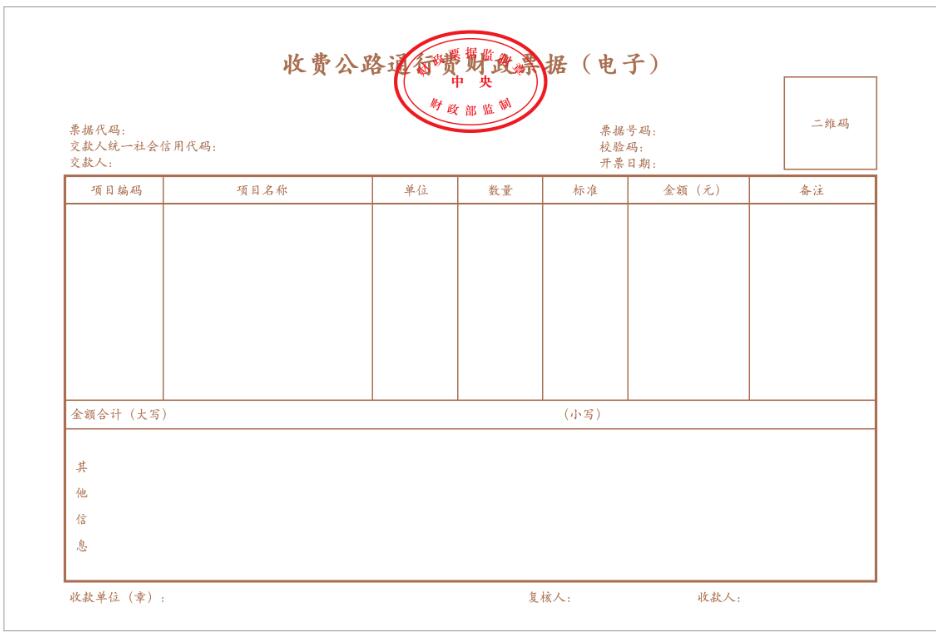 收费公路通行费财政票据（电子）
财政票据监制章
中 央
财政部监制
二维码
票据代码：
票据号码：
交款人统一社会信用代码：
校验码：
交款人：
开票日期：
项目编码 项目名称 单位 数量 标准 金额（元） 备注
金额合计（大写） （小写）
其
他
信
息
收款单位（章）： 复核人： 收款人：